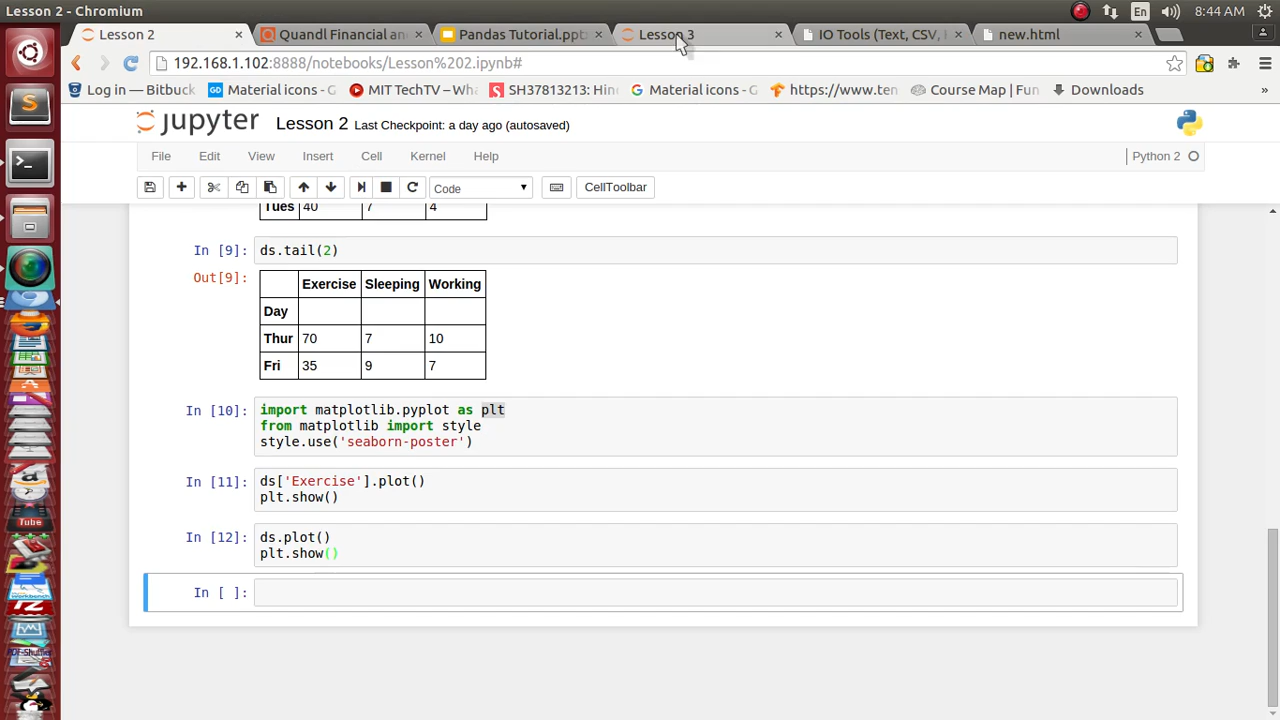 Lesson 2 - Chromium
En
8:44 AM
Lesson 2
Quandl Financial an
Pandas Tutorial.ppt
Lesson 3
IO Tools (Text, CSV,
new.html
192.168.1.102:8888/notebooks/Lesson%202.ipynb#
Log in — Bitbuck
Material icons - G
MIT TechTV – Wha
SH37813213: Hin
Material icons - G
https://www.ten
Course Map | Fun
Downloads
»
jupyter
Lesson 2
Last Checkpoint: a day ago (autosaved)
File Edit View Insert Cell Kernel Help
Python 2
Code
CellToolbar
Tues 40 7 4
In [9]: ds.tail(2)
Out[9]:
Exercise Sleeping Working
Day
Thur 70 7 10
Fri 35 9 7
In [10]: import matplotlib.pyplot as plt
from matplotlib import style
style.use('seaborn-poster')
In [11]: ds['Exercise'].plot()
plt.show()
In [12]: ds.plot()
plt.show()
In [ ]: